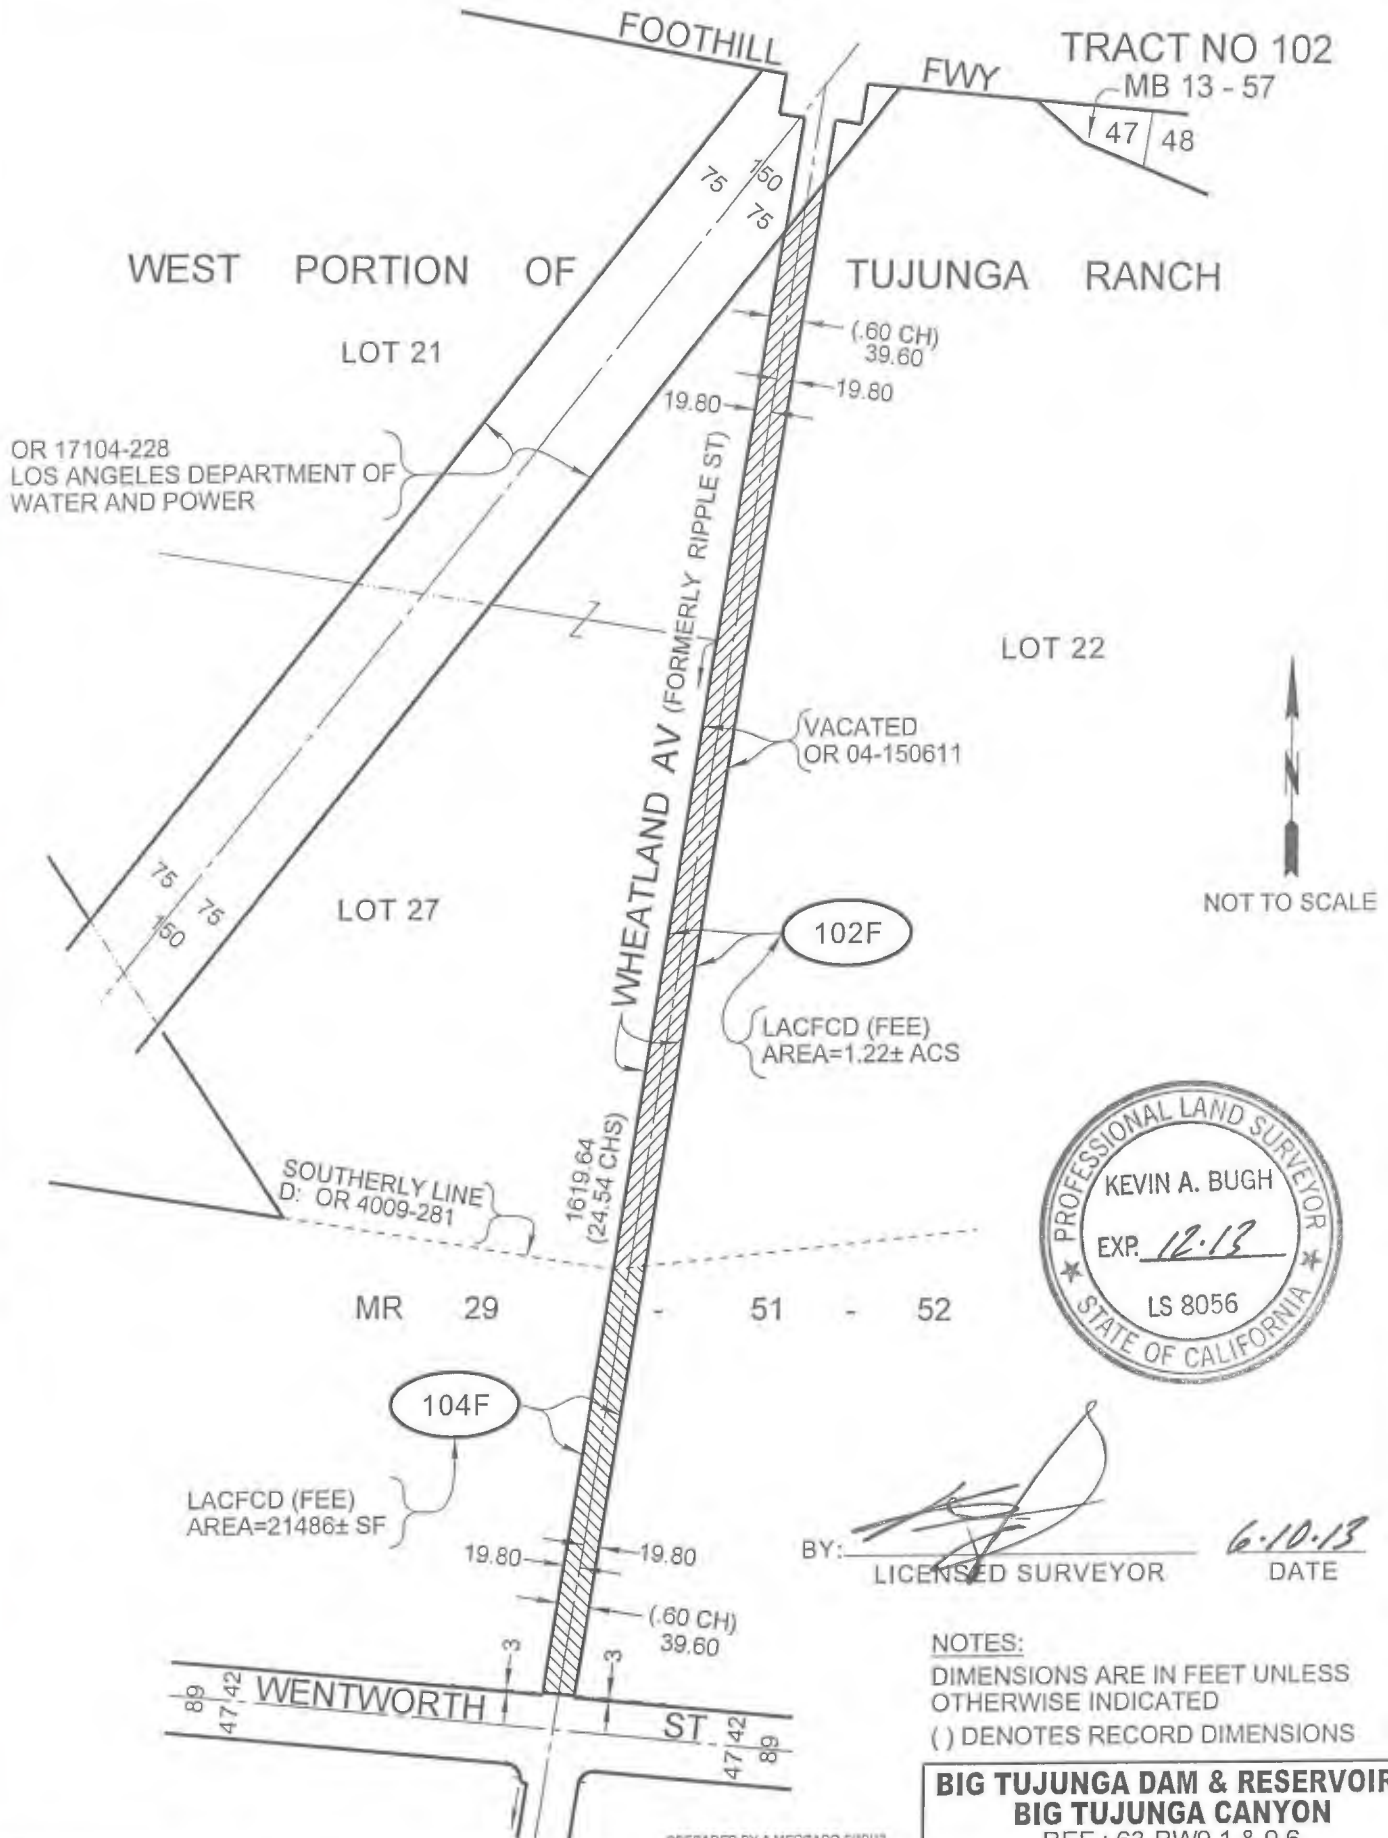 FOOTHILL FWY
TRACT NO 102
MB 13 - 57
47 48
75 150 75
WEST PORTION OF TUJUNGA RANCH
LOT 21
(.60 CH)
39.60
19.80
19.80
OR 17104-228
LOS ANGELES DEPARTMENT OF
WATER AND POWER
WHEATLAND AV (FORMERLY RIPPLE ST)
LOT 22
VACATED
OR 04-150611
N
NOT TO SCALE
75 75
150
LOT 27
102F
LACFCD (FEE)
AREA=1.22± ACS
1619.64
(24.54 CHS)
SOUTHERLY LINE
D: OR 4009-281
PROFESSIONAL LAND SURVEYOR
KEVIN A. BUGH
EXP. 12.13
LS 8056
STATE OF CALIFORNIA
MR 29 - 51 - 52
104F
LACFCD (FEE)
AREA=21486± SF
19.80
19.80
(.60 CH)
39.60
BY:
LICENSED SURVEYOR
6.10.13
DATE
3
3
89 47 42
WENTWORTH ST
47 42 89
NOTES:
DIMENSIONS ARE IN FEET UNLESS
OTHERWISE INDICATED
( ) DENOTES RECORD DIMENSIONS
BIG TUJUNGA DAM & RESERVOIR
BIG TUJUNGA CANYON